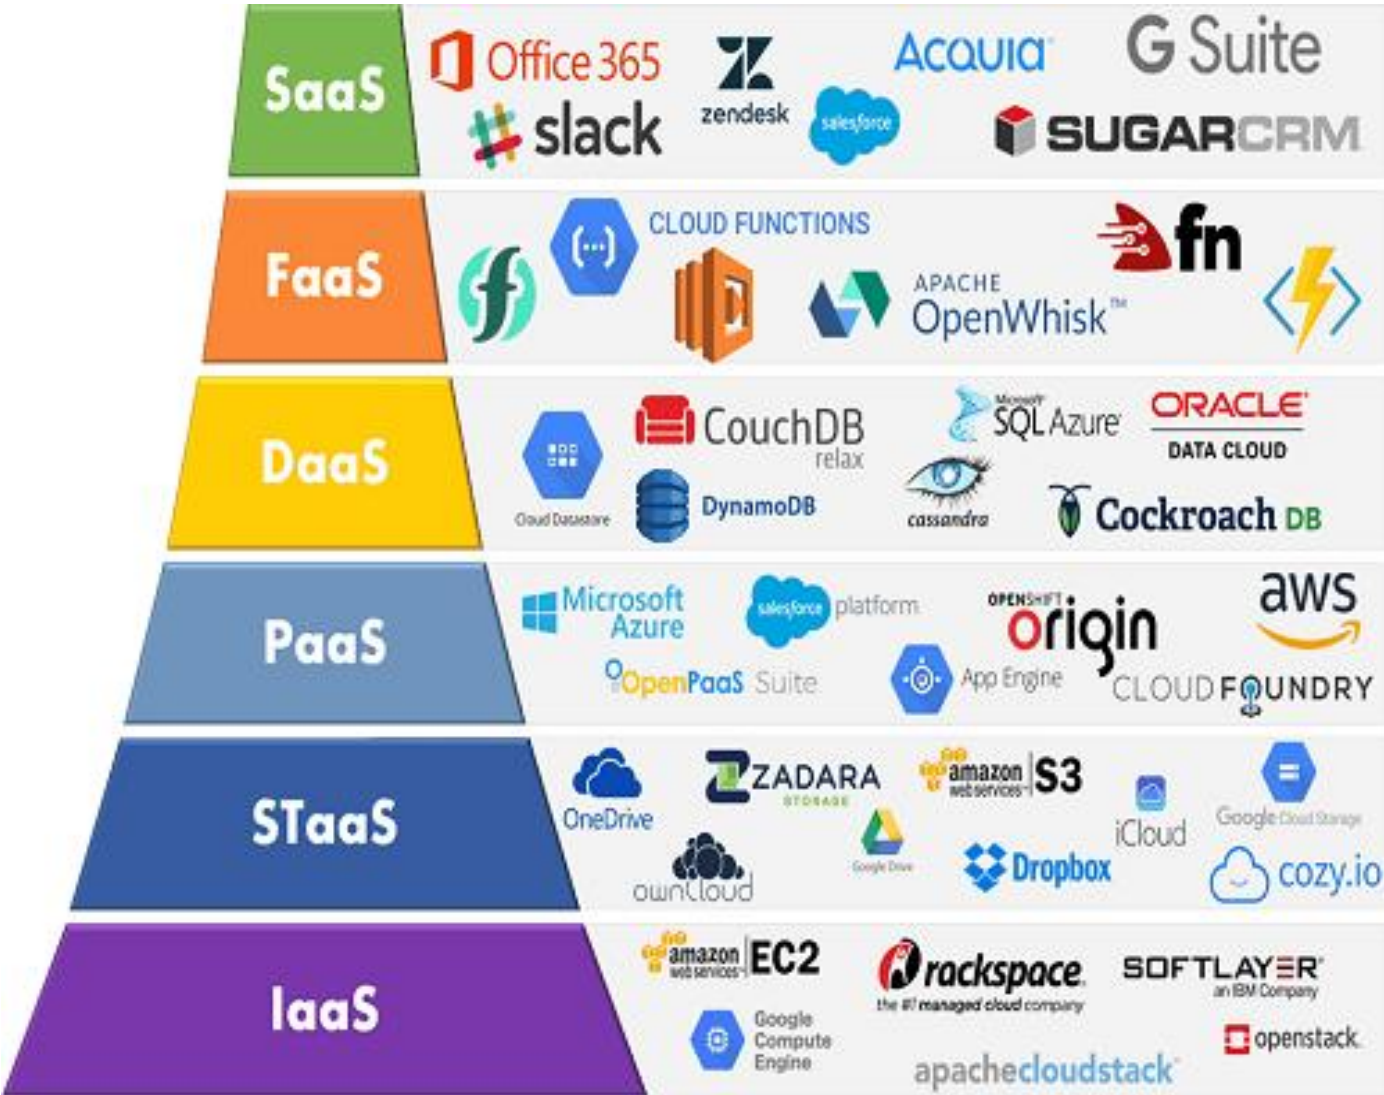 SaaS
Office 365
zendesk
Acquia
G Suite
slack
salesforce
SUGARCRM
FaaS
CLOUD FUNCTIONS
fn
APACHE
OpenWhisk™
DaaS
CouchDB
relax
Microsoft
SQL Azure
ORACLE
DATA CLOUD
Cloud Datastore
DynamoDB
cassandra
Cockroach DB
PaaS
Microsoft
Azure
salesforce platform
OPENSHIFT
origin
aws
OpenPaaS Suite
App Engine
CLOUD FOUNDRY
STaaS
OneDrive
ZADARA
STORAGE
amazon
web services
S3
iCloud
Google Cloud Storage
ownCloud
Google Drive
Dropbox
cozy.io
IaaS
amazon
web services
EC2
rackspace
the #1 managed cloud company
SOFTLAYER
an IBM Company
Google
Compute
Engine
openstack
apachecloudstack